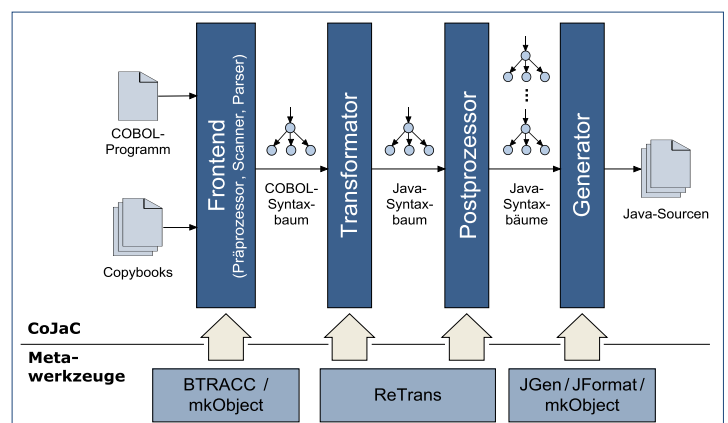 COBOL-
Programm
Copybooks
Frontend
(Präprozessor, Scanner, Parser)
COBOL-
Syntax-
baum
Transformator
Java-
Syntax-
baum
Postprozessor
Java-
Syntax-
bäume
Generator
Java-Sourcen
CoJaC
Meta-
werkzeuge
BTRACC /
mkObject
ReTrans
JGen/JFormat/
mkObject